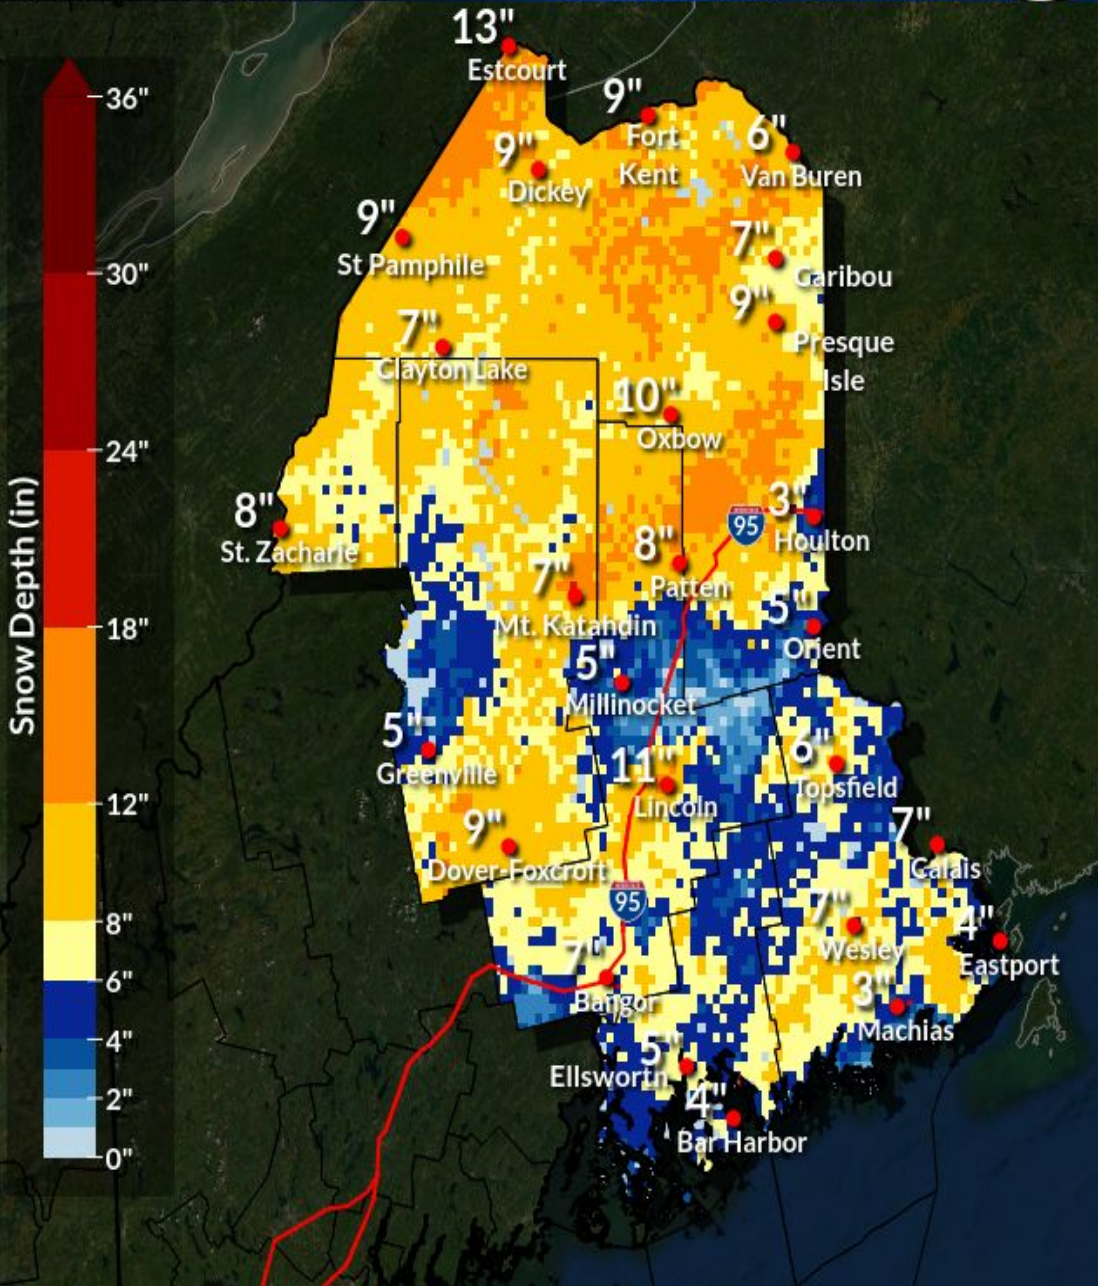 13"
Estcourt
36"
9"
Fort
Kent
6"
Van Buren
9"
Dickey
9"
St Pamphile
7"
Caribou
30"
9"
Presque
Isle
7"
Clayton Lake
10"
Oxbow
24"
3"
Houlton
95
8"
St. Zacharie
8"
Patten
7"
Mt. Katahdin
5"
Orient
18"
Snow Depth (in)
5"
Millinocket
5"
Greenville
6"
Topsfield
11"
Lincoln
12"
9"
Dover-Foxcroft
7"
Calais
95
8"
7"
Wesley
4"
Eastport
6"
7"
Bangor
3"
Machias
4"
5"
Ellsworth
2"
4"
Bar Harbor
0"